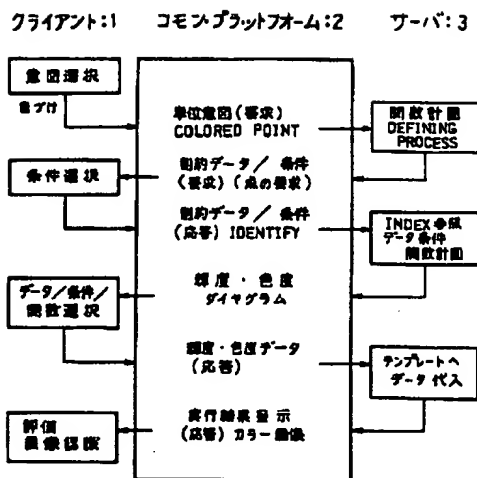 クライアント:1 コモン・プラットフォーム:2 サーバ:3
意図選択
色づけ
単位意図(要求)
COLORED POINT
関数計画
DEFINING
PROCESS
制約データ/条件
(要求)(点の要求)
条件選択
制約データ/条件
(応答) IDENTIFY
INDEX参照
データ条件
関数計画
輝度・色度
ダイヤグラム
データ/条件/
関数選択
輝度・色度データ
(応答)
テンプレートへ
データ代入
実行結果表示
(応答) カラー画像
評価
画像診断